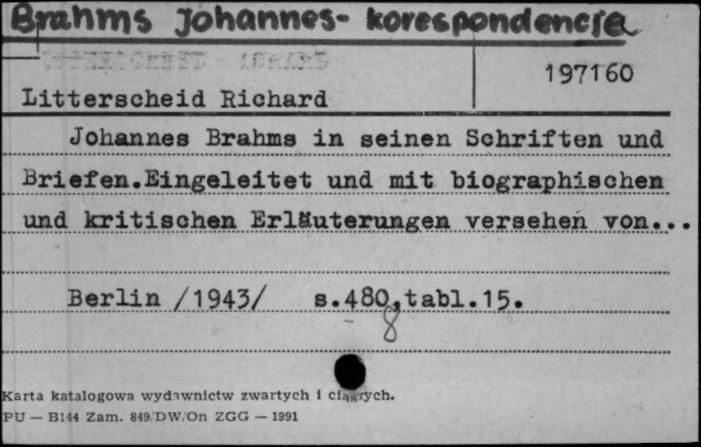 Brahms Johannes- korespondencja
197160
Litterscheid Richard
Johannes Brahms in seinen Schriften und
Briefen.Eingeleitet und mit biographischen
und kritischen Erläuterungen versehen von...
Berlin /1943/ s.480,tabl.15.
8
Karta katalogowa wydawnictw zwartych i ciągłych.
PU — B144 Zam. 849/DW/On ZGG — 1991